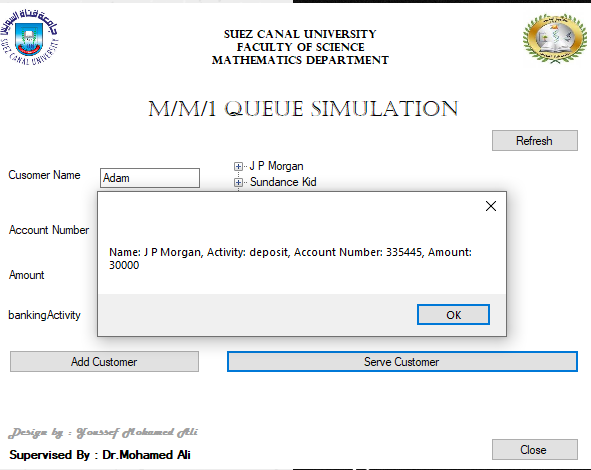 جامعة قناة السويس
SUEZ CANAL UNIVERSITY
SUEZ CANAL UNIVERSITY
FACULTY OF SCIENCE
MATHEMATICS DEPARTMENT
M/M/1 QUEUE SIMULATION
Refresh
Cusomer Name
Adam
J P Morgan
Sundance Kid
Account Number
Name: J P Morgan, Activity: deposit, Account Number: 335445, Amount:
30000
Amount
OK
bankingActivity
Add Customer
Serve Customer
Design by : Youssef Mohamed Ali
Supervised By : Dr.Mohamed Ali
Close